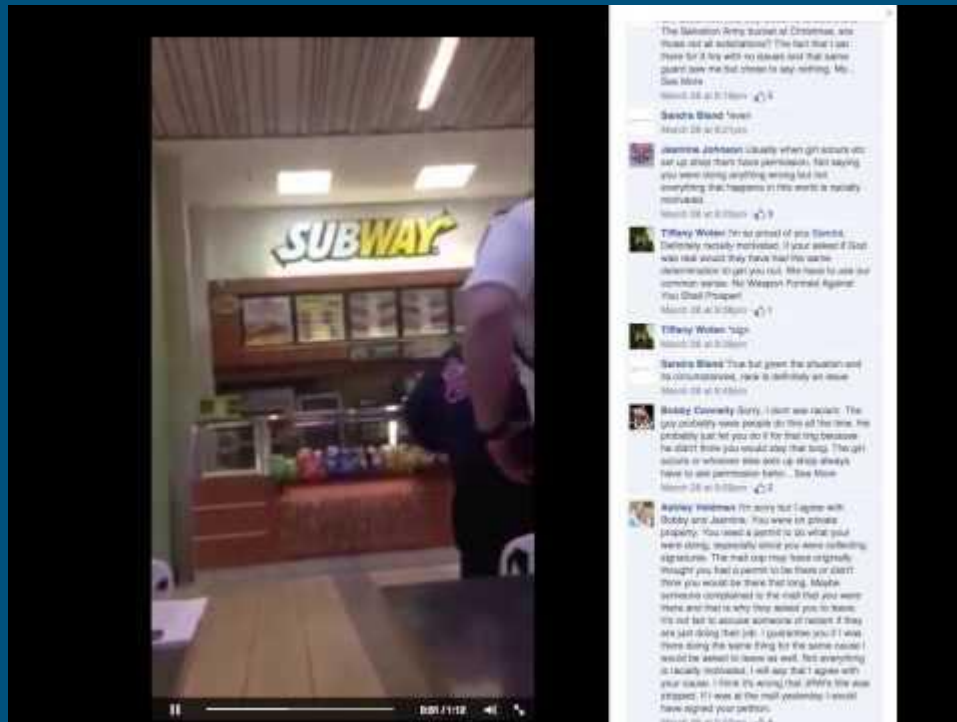 SUBWAY
0:01 / 1:12
The Salvation Army bucket at Christmas, are
those not all solicitations? The fact that I sat
there for 3 hrs with no issues and that same
guard saw me but chose to say nothing. My...
See More
Sandra Bland *even
Jeannine Johnson Usually when girl scouts etc
set up shop them have permission. Not saying
you were doing anything wrong but not
everything that happens in this world is racially
motivated.
Tiffany Woten I'm so proud of you Sandra.
Definitely racially motivated. If your asked if God
was real would they have had the same
determination to get you out. We have to use our
common sense. No Weapon Formed Against
You Shall Prosper!
Tiffany Woten *sign
Sandra Bland True but given the situation and
its circumstances, race is definitely an issue
Bobby Connelly Sorry, I dont see racism. The
guy probably sees people do this all the time. He
probably just let you do it for that long because
he didn't think you would stay that long. The girl
scouts or whoever else sets up shop always
have to ask permission befor... See More
Ashley I'm sorry but I agree with
Bobby and Jeannine. You were on private
property. You need a permit to do what your
were doing, especially since you were collecting
signatures. The mall cop may have originally
thought you had a permit to be there or didn't
think you would be there that long. Maybe
someone complained to the mall that you were
there and that is why they asked you to leave.
It's not fair to accuse someone of racism if they
are just doing their job. I guarantee you if I was
there doing the same thing for the same cause I
would be asked to leave as well. Not everything
is racially motivated. I will say that I agree with
your cause. I think it's wrong that title was
stripped. If I was at the mall yesterday I would
have signed your petition.